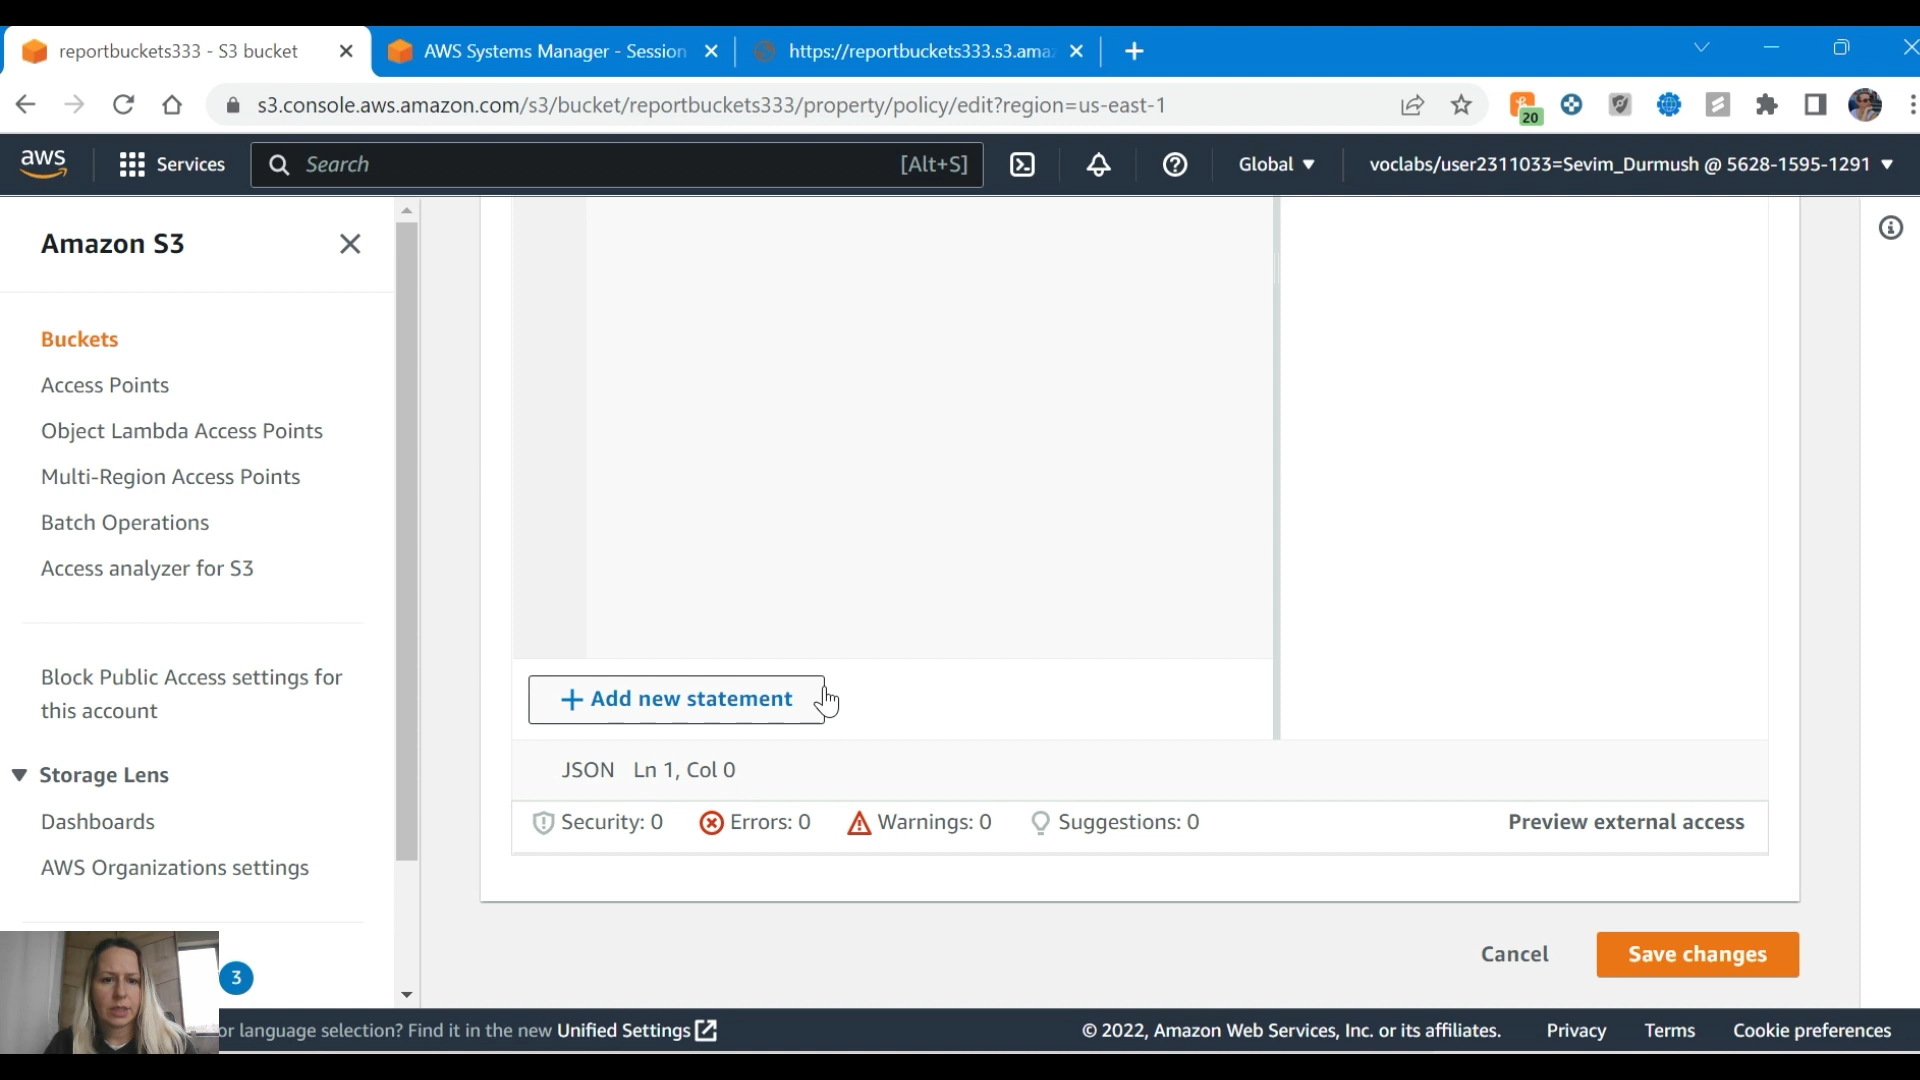 reportbuckets333 - S3 bucket
AWS Systems Manager - Session
https://reportbuckets333.s3.ama
s3.console.aws.amazon.com/s3/bucket/reportbuckets333/property/policy/edit?region=us-east-1
20
aws
Services
Search
[Alt+S]
Global
voclabs/user2311033=Sevim_Durmush @ 5628-1595-1291
Amazon S3
Buckets
Access Points
Object Lambda Access Points
Multi-Region Access Points
Batch Operations
Access analyzer for S3
Block Public Access settings for
this account
Storage Lens
Dashboards
AWS Organizations settings
3
Add new statement
JSON Ln 1, Col 0
Security: 0
Errors: 0
Warnings: 0
Suggestions: 0
Preview external access
Cancel
Save changes
or language selection? Find it in the new Unified Settings
© 2022, Amazon Web Services, Inc. or its affiliates.
Privacy
Terms
Cookie preferences